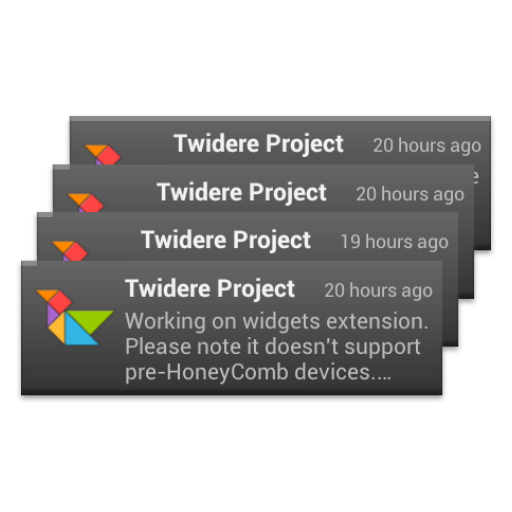 Twidere Project 20 hours ago
e
Twidere Project 20 hours ago
Twidere Project 19 hours ago
Twidere Project 20 hours ago
Working on widgets extension.
Please note it doesn't support
pre-HoneyComb devices....